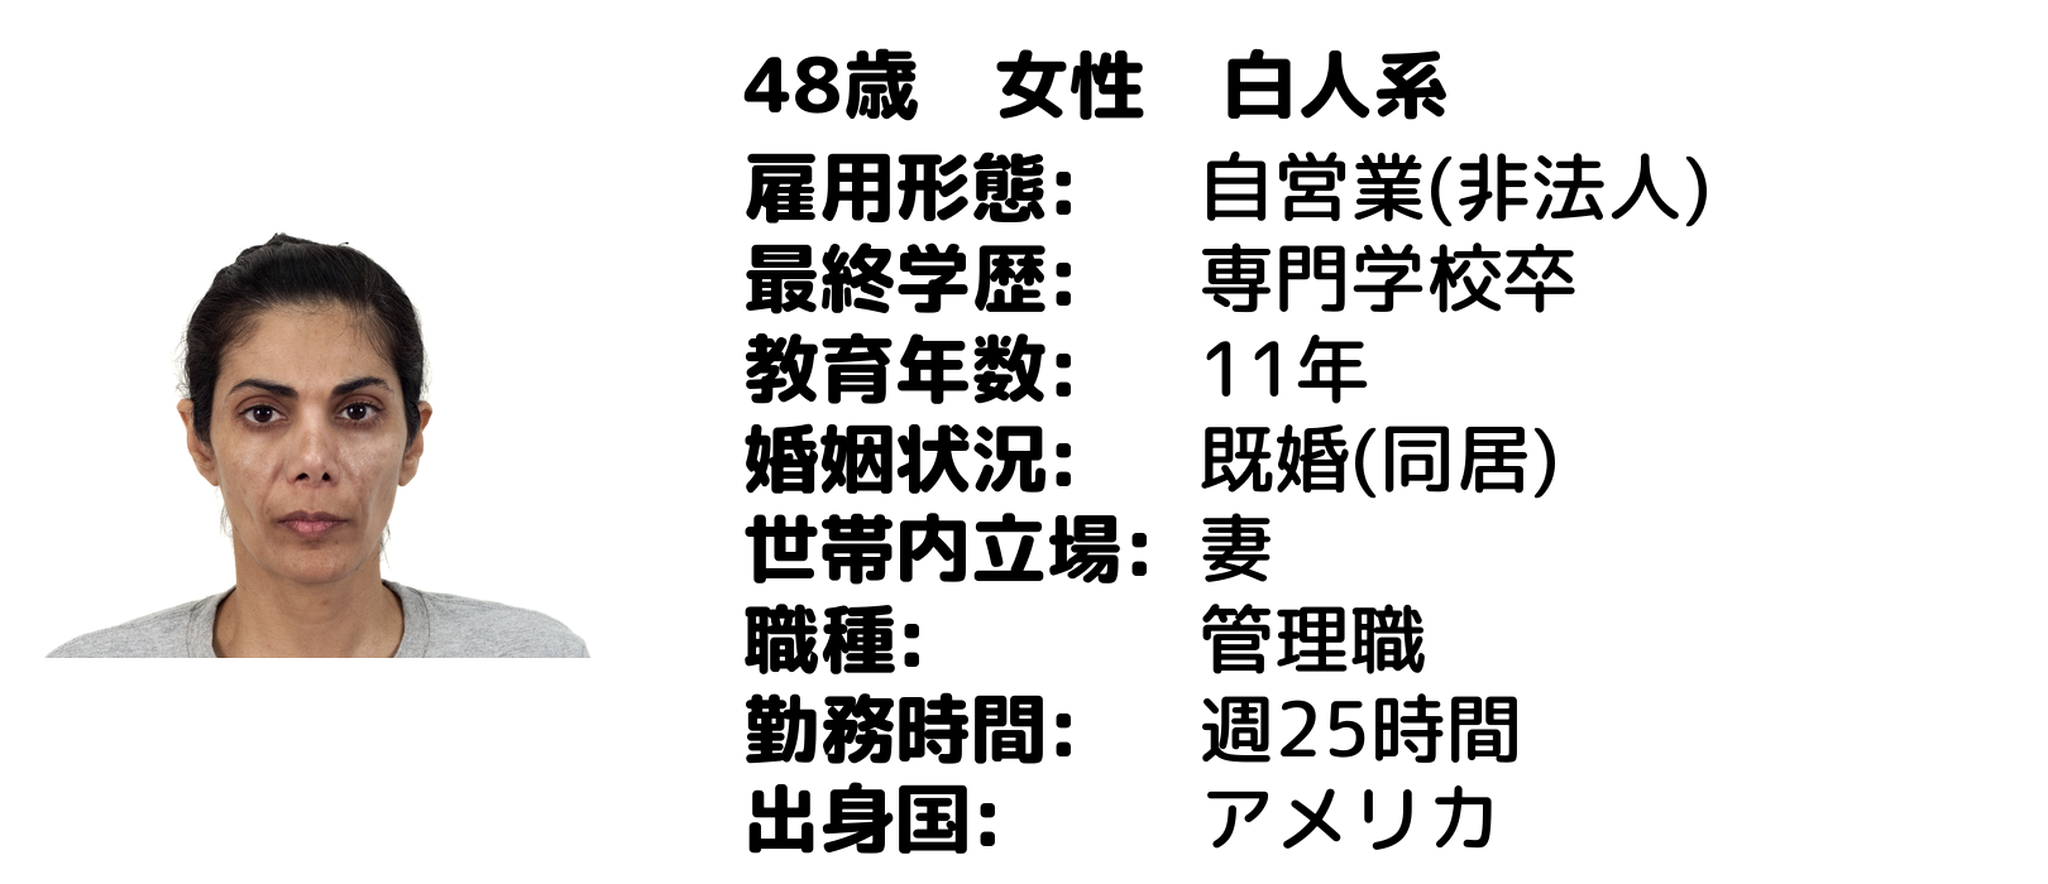 48歳　女性　白人系
雇用形態: 自営業(非法人)
最終学歴: 専門学校卒
教育年数: 11年
婚姻状況: 既婚(同居)
世帯内立場: 妻
職種: 管理職
勤務時間: 週25時間
出身国: アメリカ